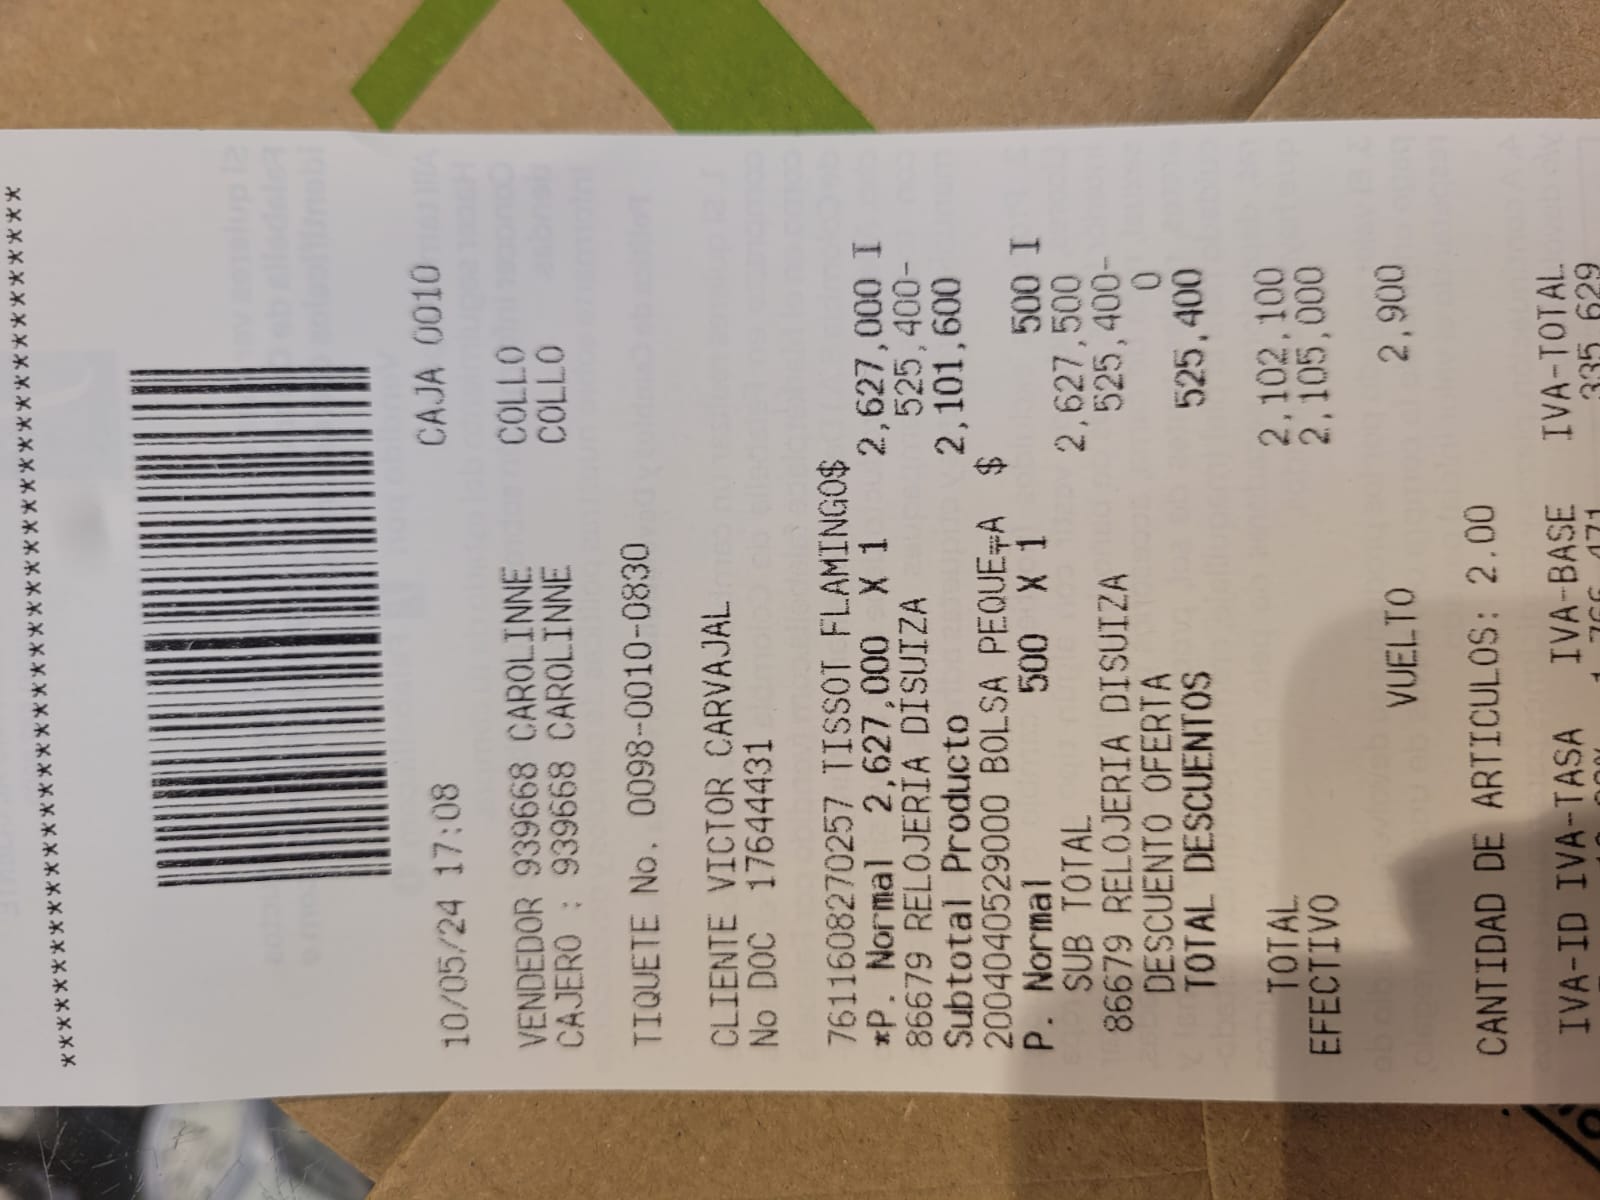 ****************************************
10/05/24 17:08 CAJA 0010
VENDEDOR 939668 CAROLINNE COLLO
CAJERO : 939668 CAROLINNE COLLO
TIQUETE No. 0098-0010-0830
CLIENTE VICTOR CARVAJAL
No DOC 17644431
7611608270257 TISSOT FLAMINGO$
*P. Normal 2,627,000 X 1 2,627,000 I
86679 RELOJERIA DISUIZA 525,400-
Subtotal Producto 2,101,600
2004040529000 BOLSA PEQUE A $
P. Normal 500 X 1 500 I
SUB TOTAL 2,627,500
86679 RELOJERIA DISUIZA 525,400-
DESCUENTO OFERTA 0
TOTAL DESCUENTOS 525,400
TOTAL 2,102,100
EFECTIVO 2,105,000
VUELTO 2,900
CANTIDAD DE ARTICULOS: 2.00
IVA-ID IVA-TASA IVA-BASE IVA-TOTAL
1,766,471 335,629